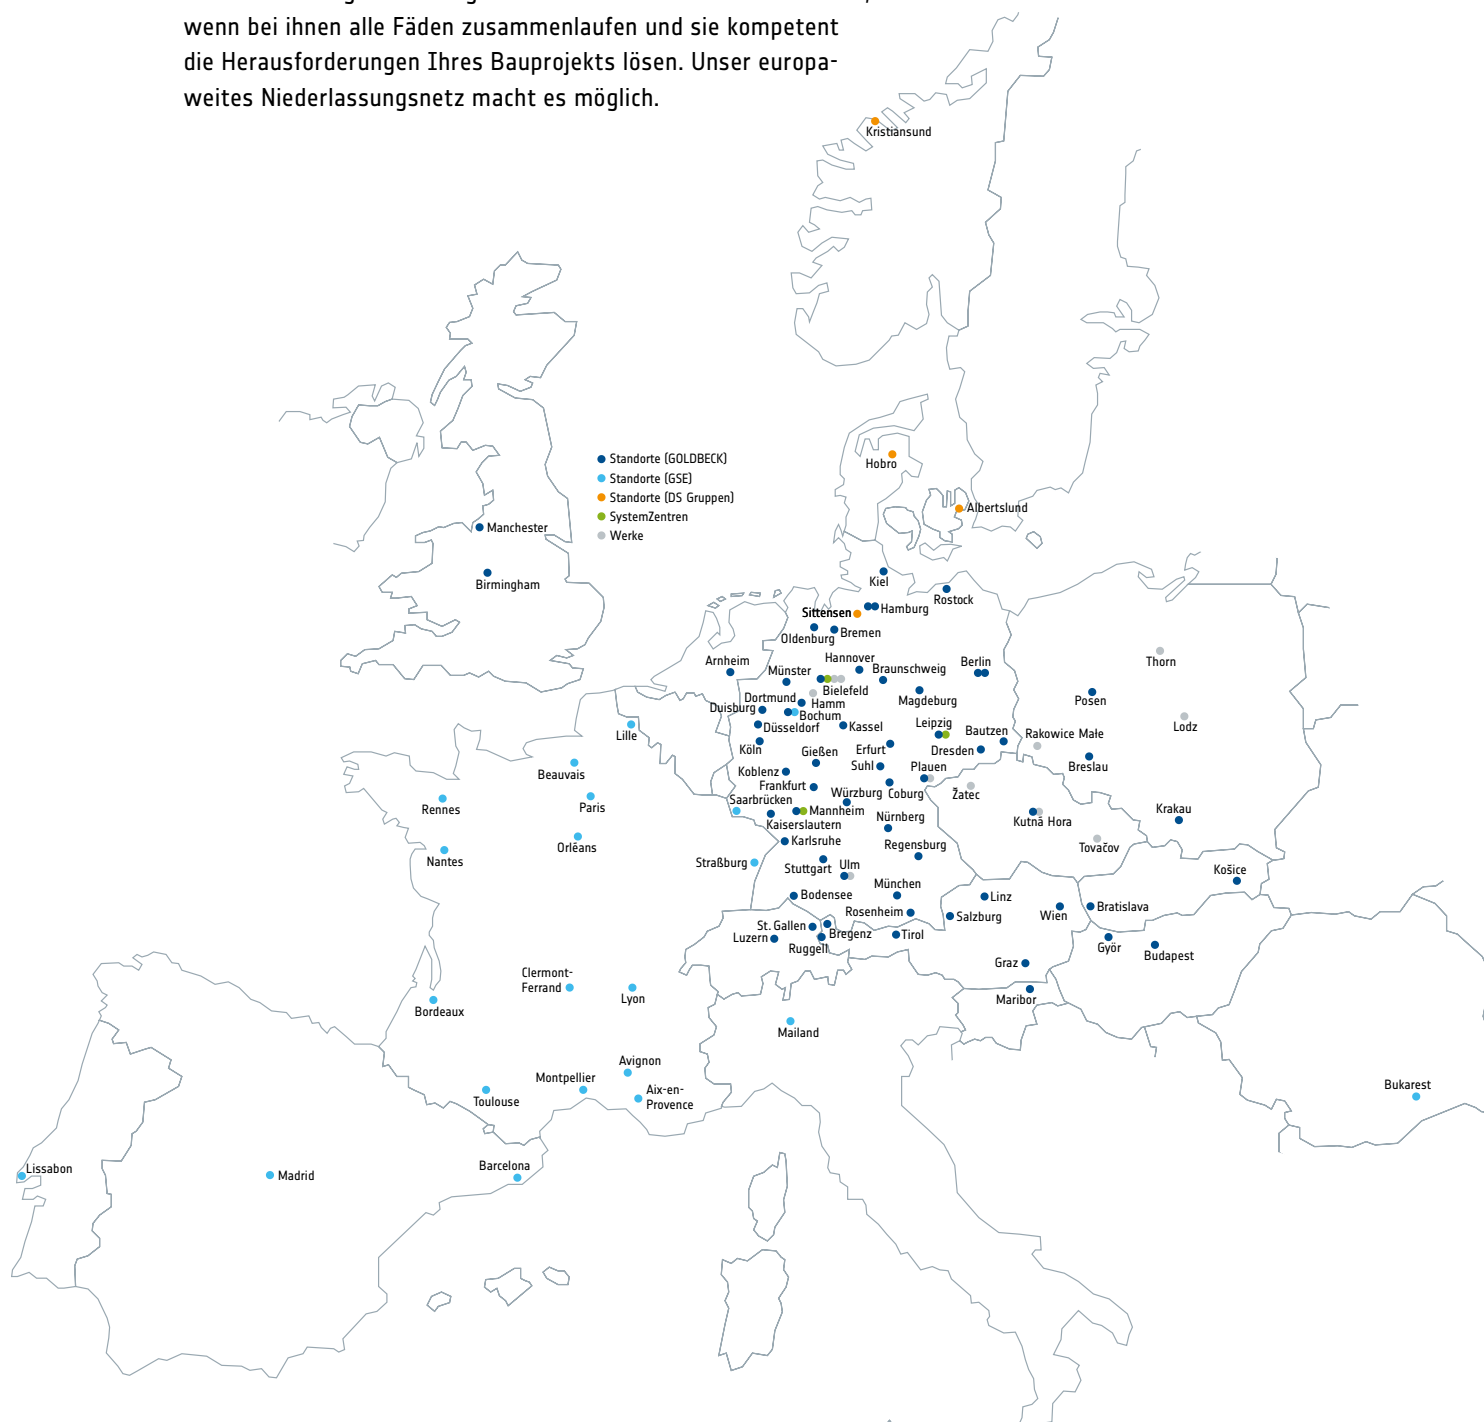 wenn bei ihnen alle Fäden zusammenlaufen und sie kompetent
die Herausforderungen Ihres Bauprojekts lösen. Unser europa-
weites Niederlassungsnetz macht es möglich.
Kristiansund
Standorte (GOLDBECK)
Standorte (GSE)
Standorte (DS Gruppen)
SystemZentren
Werke
Hobro
Albertslund
Manchester
Birmingham
Kiel
Rostock
Sittensen
Hamburg
Oldenburg
Bremen
Arnheim
Hannover
Braunschweig
Berlin
Thorn
Münster
Bielefeld
Magdeburg
Posen
Dortmund
Hamm
Duisburg
Bochum
Lodz
Düsseldorf
Kassel
Leipzig
Bautzen
Rakowice Małe
Lille
Köln
Erfurt
Dresden
Gießen
Breslau
Beauvais
Koblenz
Suhl
Plauen
Frankfurt
Würzburg
Coburg
Žatec
Rennes
Paris
Saarbrücken
Mannheim
Krakau
Kaiserslautern
Nürnberg
Kutná Hora
Orléans
Karlsruhe
Regensburg
Tovačov
Nantes
Straßburg
Stuttgart
Ulm
Košice
München
Bodensee
Linz
Rosenheim
Salzburg
Wien
Bratislava
St. Gallen
Bregenz
Tirol
Luzern
Ruggell
Györ
Budapest
Clermont-
Ferrand
Lyon
Graz
Maribor
Bordeaux
Mailand
Avignon
Montpellier
Bukarest
Toulouse
Aix-en-
Provence
Lissabon
Madrid
Barcelona